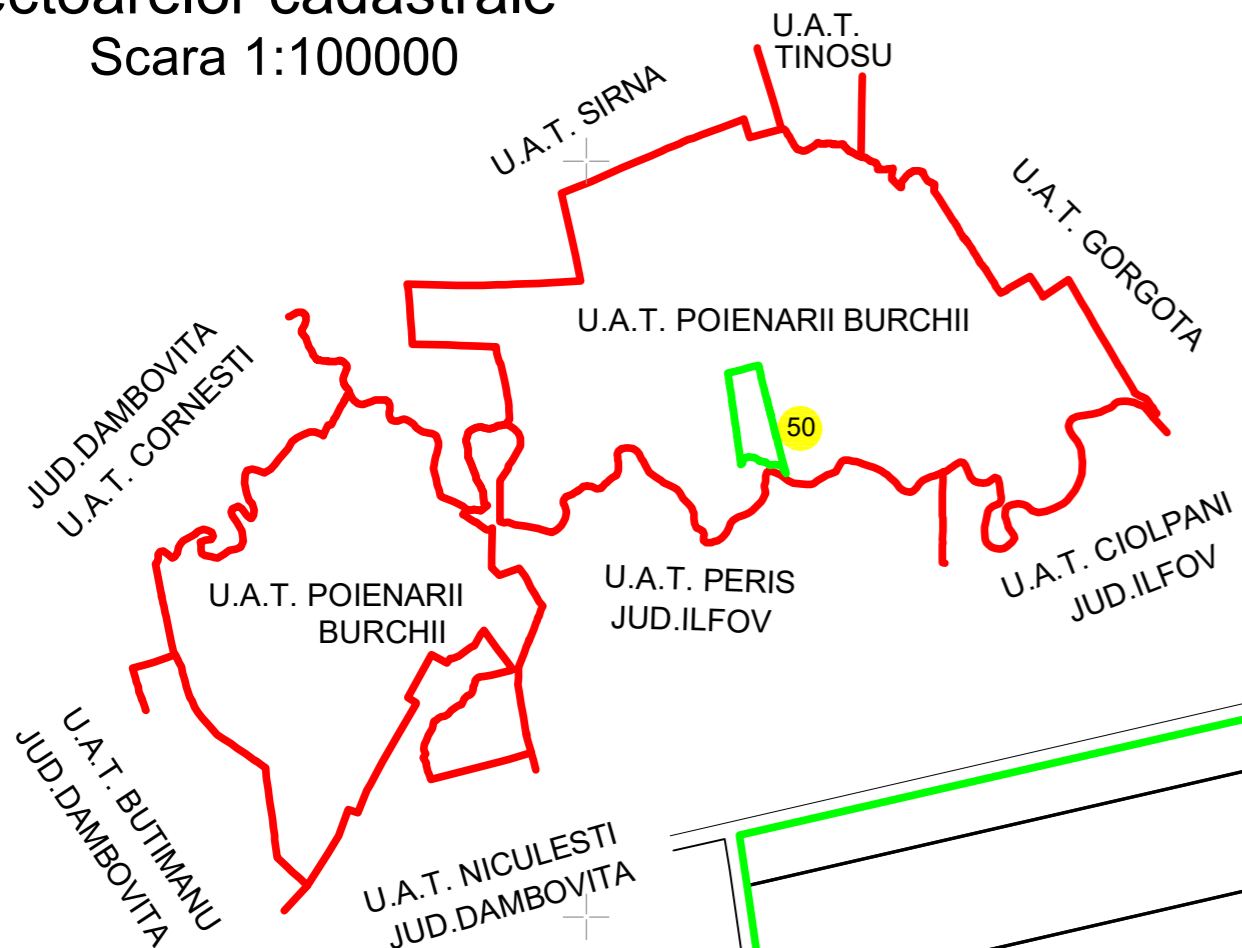 Scara 1:100000
U.A.T.
TINOSU
U.A.T. SIRNA
U.A.T. GORGOTA
U.A.T. POIENARII BURCHII
JUD.DAMBOVITA
U.A.T. CORNESTI
50
U.A.T. POIENARII
BURCHII
U.A.T. PERIS
JUD.ILFOV
U.A.T. CIOLPANI
JUD.ILFOV
U.A.T. BUTIMANU
JUD.DAMBOVITA
U.A.T. NICULESTI
JUD.DAMBOVITA